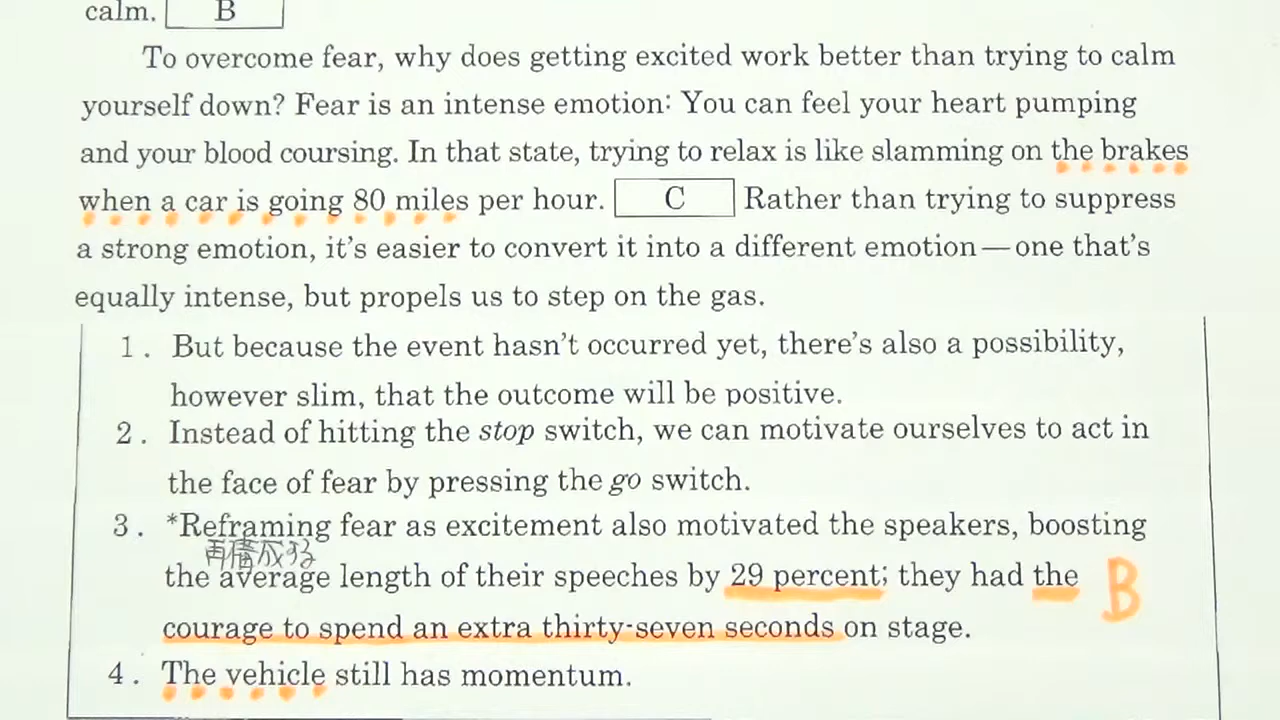 calm. B
To overcome fear, why does getting excited work better than trying to calm
yourself down? Fear is an intense emotion: You can feel your heart pumping
and your blood coursing. In that state, trying to relax is like slamming on the brakes
when a car is going 80 miles per hour. C Rather than trying to suppress
a strong emotion, it's easier to convert it into a different emotion—one that's
equally intense, but propels us to step on the gas.
1. But because the event hasn't occurred yet, there's also a possibility,
however slim, that the outcome will be positive.
2. Instead of hitting the stop switch, we can motivate ourselves to act in
the face of fear by pressing the go switch.
3. *Reframing fear as excitement also motivated the speakers, boosting
再構成する
the average length of their speeches by 29 percent; they had the B
courage to spend an extra thirty-seven seconds on stage.
4. The vehicle still has momentum.